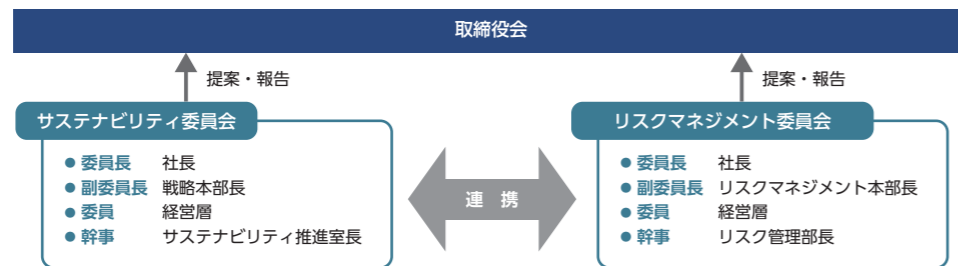 取締役会
提案・報告
提案・報告
サステナビリティ委員会
● 委員長 社長
● 副委員長 戦略本部長
● 委員 経営層
● 幹事 サステナビリティ推進室長
連 携
リスクマネジメント委員会
● 委員長 社長
● 副委員長 リスクマネジメント本部長
● 委員 経営層
● 幹事 リスク管理部長